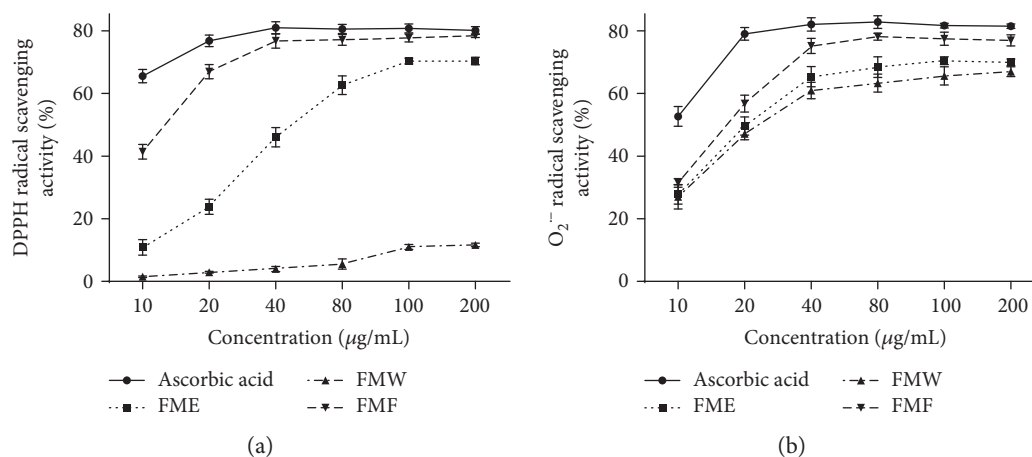 DPPH radical scavenging
activity (%)
80
60
40
20
0
10 20 40 80 100 200
Concentration (µg/mL)
Ascorbic acid
FME
FMW
FMF
(a)
O₂·⁻ radical scavenging
activity (%)
80
60
40
20
0
10 20 40 80 100 200
Concentration (µg/mL)
Ascorbic acid
FME
FMW
FMF
(b)